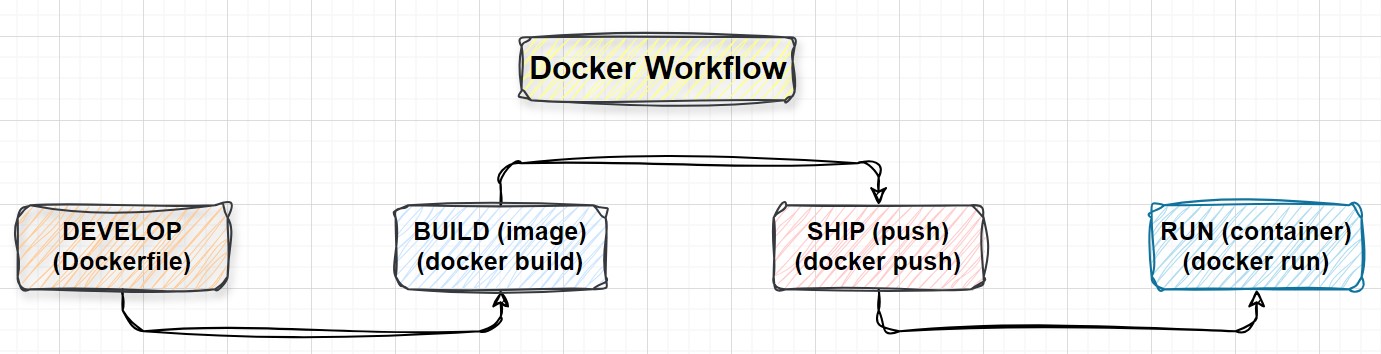 Docker Workflow
DEVELOP
(Dockerfile)
BUILD (image)
(docker build)
SHIP (push)
(docker push)
RUN (container)
(docker run)